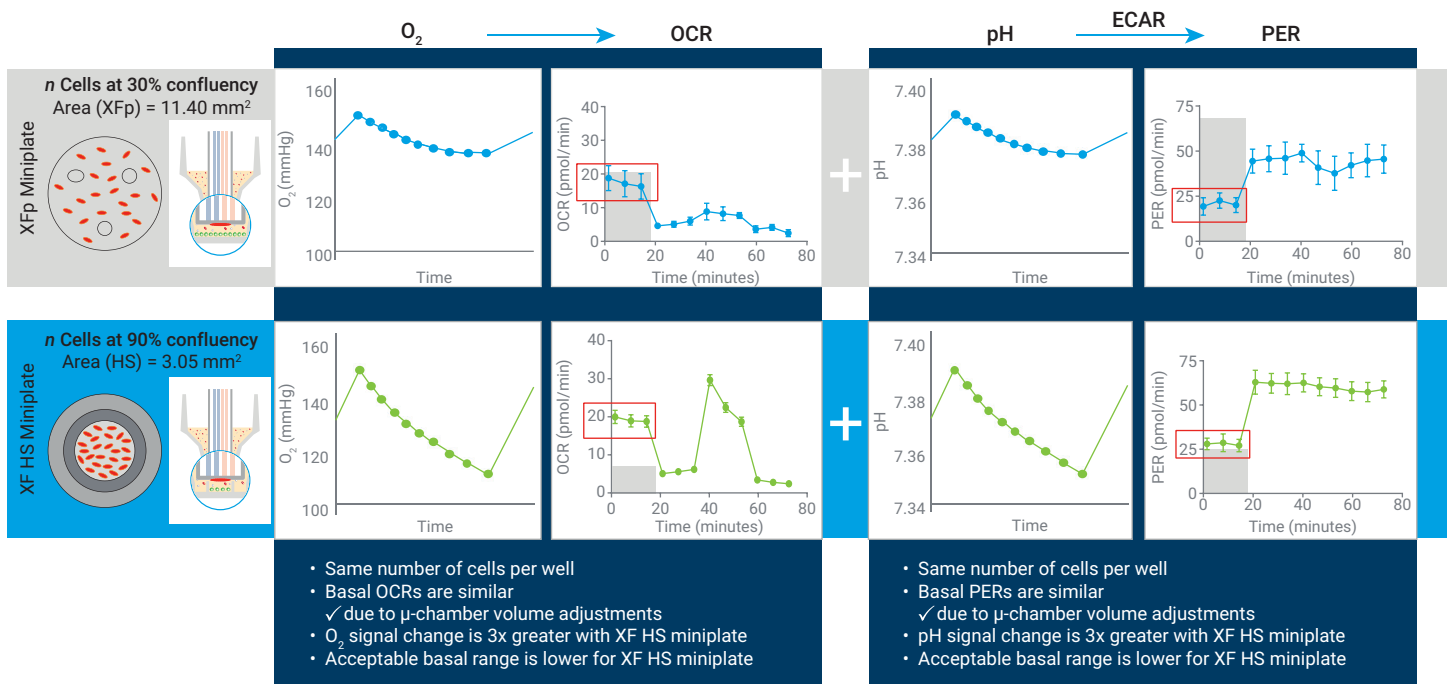 O2 OCR
pH ECAR PER
XFp Miniplate
n Cells at 30% confluency
Area (XFp) = 11.40 mm²
O2 (mmHg)
160
140
120
100
Time
OCR (pmol/min)
40
30
20
10
0
0 20 40 60 80
Time (minutes)
+
pH
7.40
7.38
7.36
7.34
Time
PER (pmol/min)
75
50
25
0
0 20 40 60 80
Time (minutes)
XF HS Miniplate
n Cells at 90% confluency
Area (HS) = 3.05 mm²
O2 (mmHg)
160
140
120
100
Time
OCR (pmol/min)
40
30
20
10
0
0 20 40 60 80
Time (minutes)
+
pH
7.40
7.38
7.36
7.34
Time
PER (pmol/min)
75
50
25
0
0 20 40 60 80
Time (minutes)
• Same number of cells per well
• Basal OCRs are similar
✓ due to μ-chamber volume adjustments
• O2 signal change is 3x greater with XF HS miniplate
• Acceptable basal range is lower for XF HS miniplate
• Same number of cells per well
• Basal PERs are similar
✓ due to μ-chamber volume adjustments
• pH signal change is 3x greater with XF HS miniplate
• Acceptable basal range is lower for XF HS miniplate